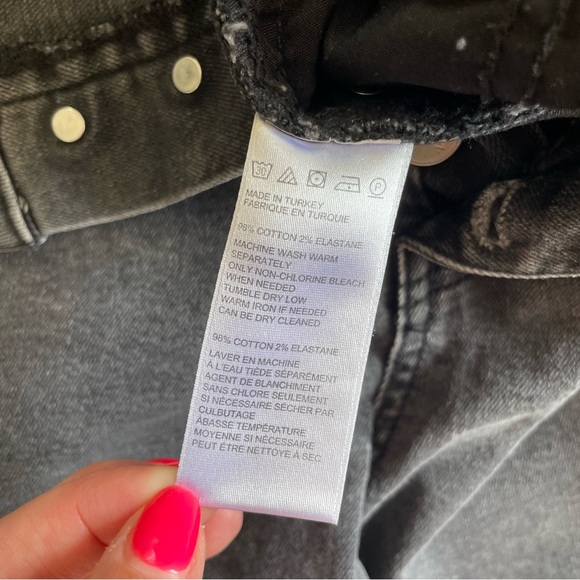 30 P
MADE IN TURKEY
FABRIQUE EN TURQUIE
98% COTTON 2% ELASTANE
MACHINE WASH WARM
SEPARATELY
ONLY NON-CHLORINE BLEACH
WHEN NEEDED
TUMBLE DRY LOW
WARM IRON IF NEEDED
CAN BE DRY CLEANED
98% COTTON 2% ELASTANE
LAVER EN MACHINE
À L'EAU TIÈDE SÉPARÉMENT
AGENT DE BLANCHIMENT
SANS CHLORE SEULEMENT
SI NÉCESSAIRE SÉCHER PAR
CULBUTAGE
ÁBASSE TEMPÉRATURE
MOYENNE SI NÉCESSAIRE
PEUT ÊTRE NETTOYÉ À SEC